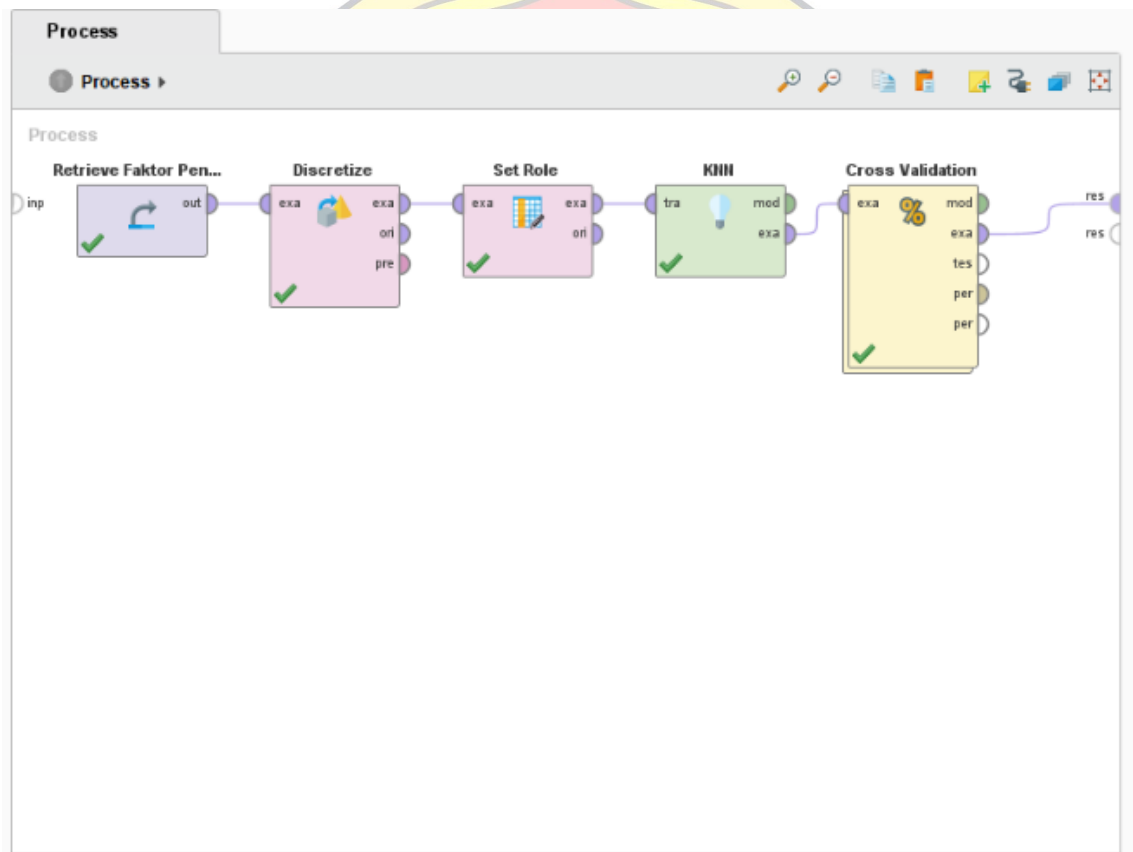 Process
Process
Process
Retrieve Faktor Pen... Discretize Set Role KNN Cross Validation
inp out exa exa exa exa tra mod exa mod res
ori ori exa exa res
pre tes
per
per